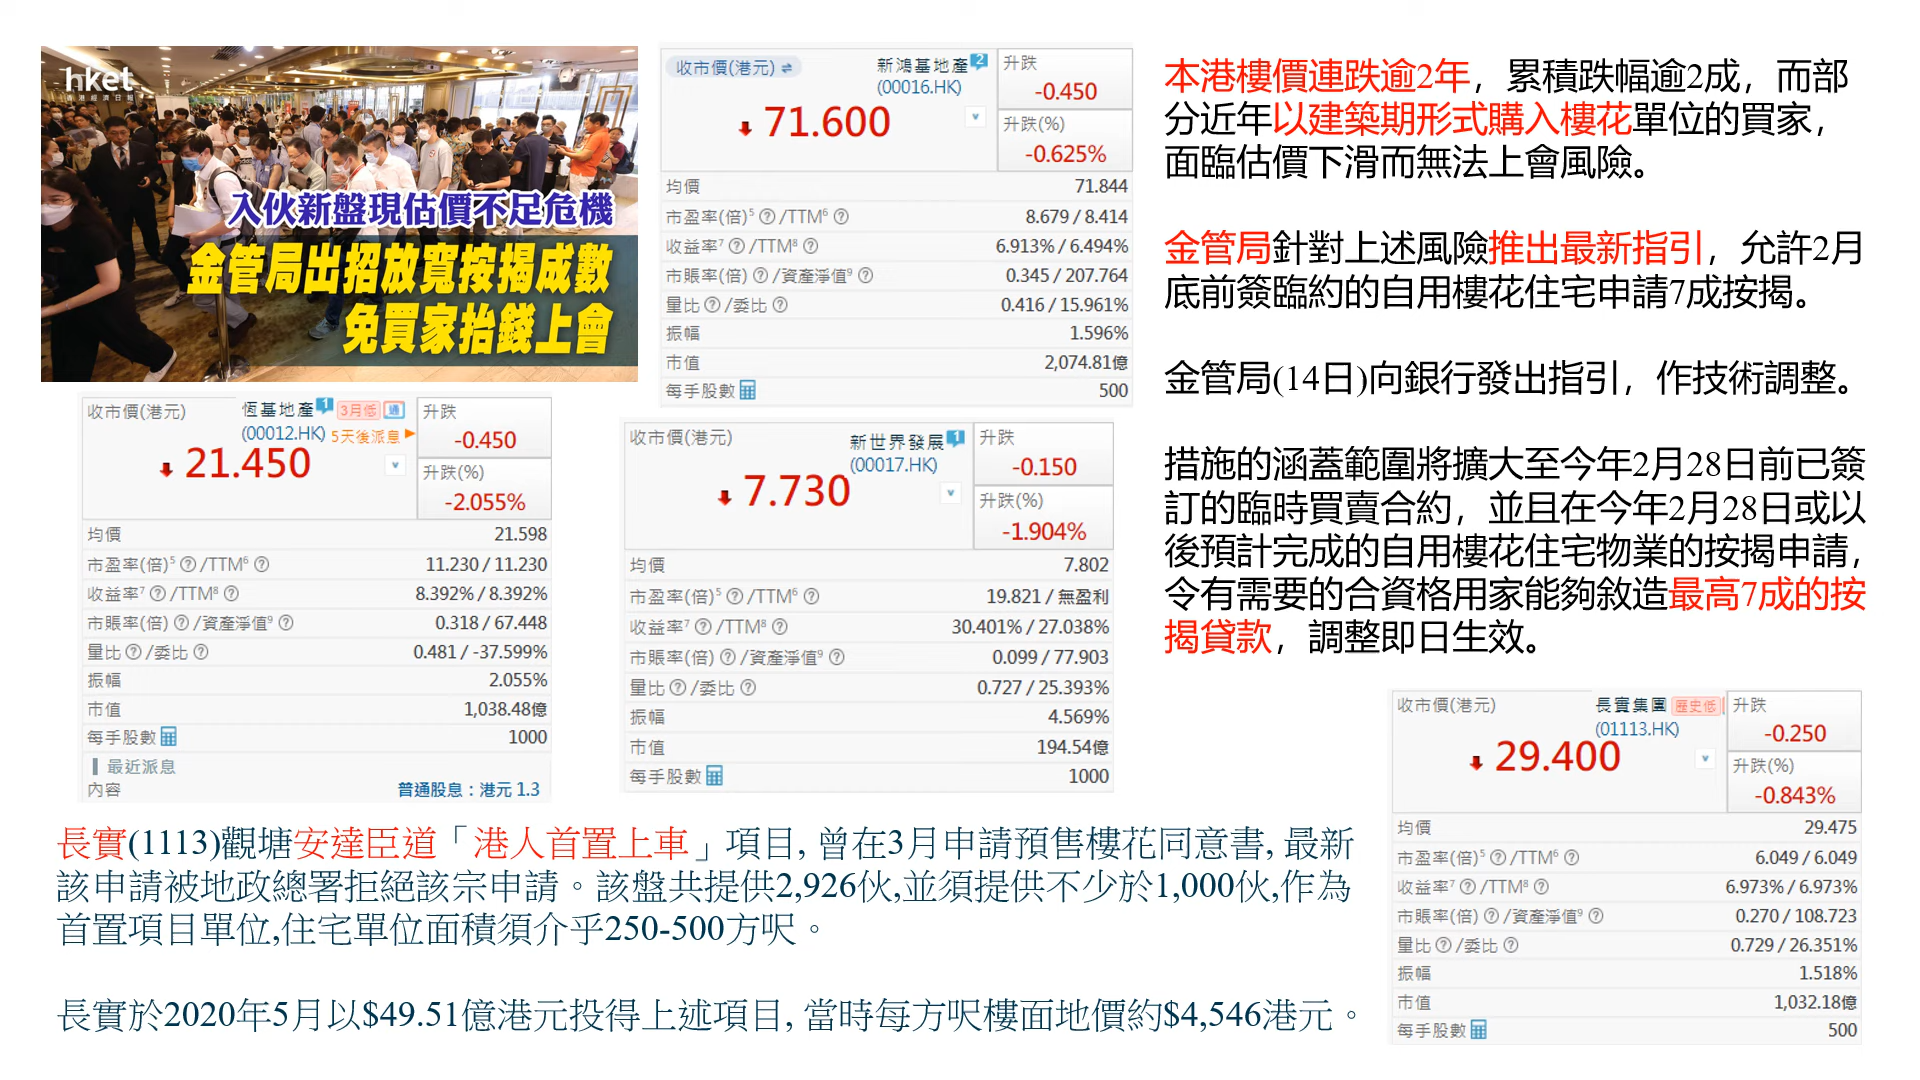 hket
香港經濟日報
入伙新盤現估價不足危機
金管局出招放寬按揭成數
免買家抬錢上會
收市價(港元) ⇌
新鴻基地產 2
(00016.HK)
71.600
升跌
-0.450
升跌(%)
-0.625%
均價 71.844
市盈率(倍)⁵ ?/TTM⁶ ? 8.679 / 8.414
收益率⁷ ?/TTM⁸ ? 6.913% / 6.494%
市賬率(倍) ?/資產淨值⁹ ? 0.345 / 207.764
量比 ?/委比 ? 0.416 / 15.961%
振幅 1.596%
市值 2,074.81億
每手股數 500
本港樓價連跌逾2年，累積跌幅逾2成，而部
分近年以建築期形式購入樓花單位的買家，
面臨估價下滑而無法上會風險。
金管局針對上述風險推出最新指引，允許2月
底前簽臨約的自用樓花住宅申請7成按揭。
金管局(14日)向銀行發出指引，作技術調整。
措施的涵蓋範圍將擴大至今年2月28日前已簽
訂的臨時買賣合約，並且在今年2月28日或以
後預計完成的自用樓花住宅物業的按揭申請，
令有需要的合資格用家能夠敘造最高7成的按
揭貸款，調整即日生效。
收市價(港元)
恆基地產 1 3月低 通
(00012.HK) 5天後派息
21.450
升跌
-0.450
升跌(%)
-2.055%
均價 21.598
市盈率(倍)⁵ ?/TTM⁶ ? 11.230 / 11.230
收益率⁷ ?/TTM⁸ ? 8.392% / 8.392%
市賬率(倍) ?/資產淨值⁹ ? 0.318 / 67.448
量比 ?/委比 ? 0.481 / -37.599%
振幅 2.055%
市值 1,038.48億
每手股數 1000
最近派息
內容 普通股息：港元 1.3
收市價(港元)
新世界發展 1
(00017.HK)
7.730
升跌
-0.150
升跌(%)
-1.904%
均價 7.802
市盈率(倍)⁵ ?/TTM⁶ ? 19.821 / 無盈利
收益率⁷ ?/TTM⁸ ? 30.401% / 27.038%
市賬率(倍) ?/資產淨值⁹ ? 0.099 / 77.903
量比 ?/委比 ? 0.727 / 25.393%
振幅 4.569%
市值 194.54億
每手股數 1000
收市價(港元)
長實集團 歷史低
(01113.HK)
29.400
升跌
-0.250
升跌(%)
-0.843%
均價 29.475
市盈率(倍)⁵ ?/TTM⁶ ? 6.049 / 6.049
收益率⁷ ?/TTM⁸ ? 6.973% / 6.973%
市賬率(倍) ?/資產淨值⁹ ? 0.270 / 108.723
量比 ?/委比 ? 0.729 / 26.351%
振幅 1.518%
市值 1,032.18億
每手股數 500
長實(1113)觀塘安達臣道「港人首置上車」項目, 曾在3月申請預售樓花同意書, 最新
該申請被地政總署拒絕該宗申請。該盤共提供2,926伙,並須提供不少於1,000伙,作為
首置項目單位,住宅單位面積須介乎250-500方呎。
長實於2020年5月以$49.51億港元投得上述項目, 當時每方呎樓面地價約$4,546港元。